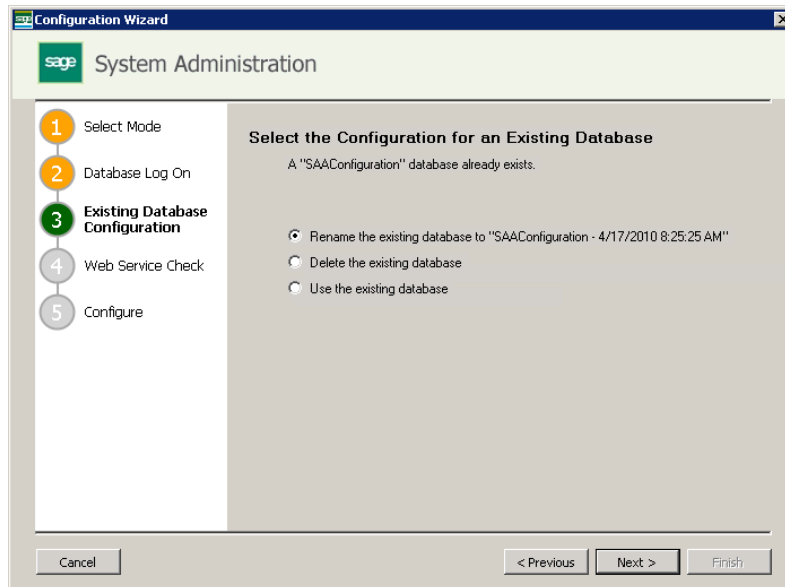 Configuration Wizard
sage System Administration
1 Select Mode
2 Database Log On
3 Existing Database
Configuration
4 Web Service Check
5 Configure
Select the Configuration for an Existing Database
A "SAAConfiguration" database already exists.
Rename the existing database to "SAAConfiguration - 4/17/2010 8:25:25 AM"
Delete the existing database
Use the existing database
Cancel
< Previous
Next >
Finish